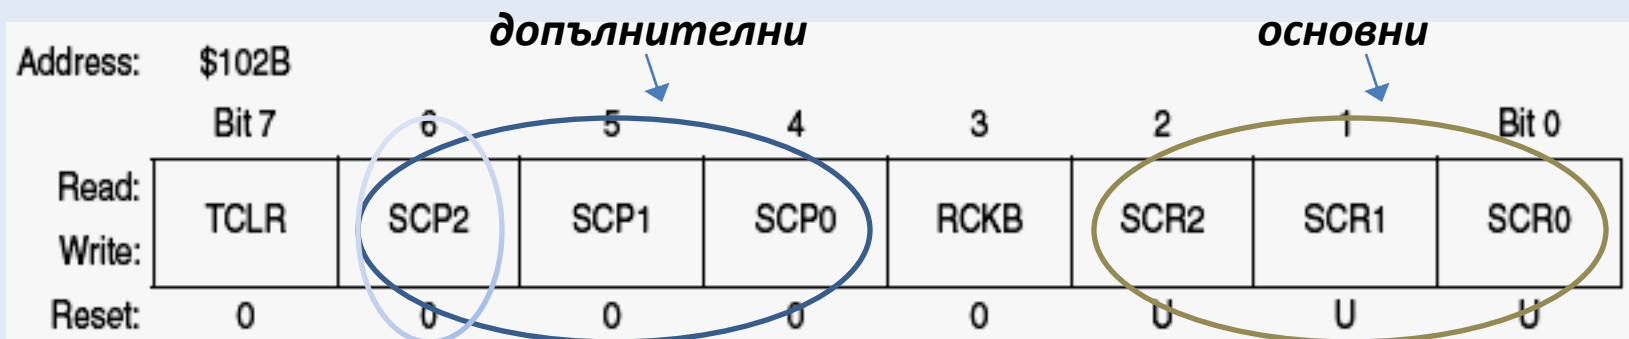 допълнителни основни
Address: $102B
Bit 7 6 5 4 3 2 1 Bit 0
Read:
TCLR SCP2 SCP1 SCP0 RCKB SCR2 SCR1 SCR0
Write:
Reset: 0 0 0 0 0 U U U